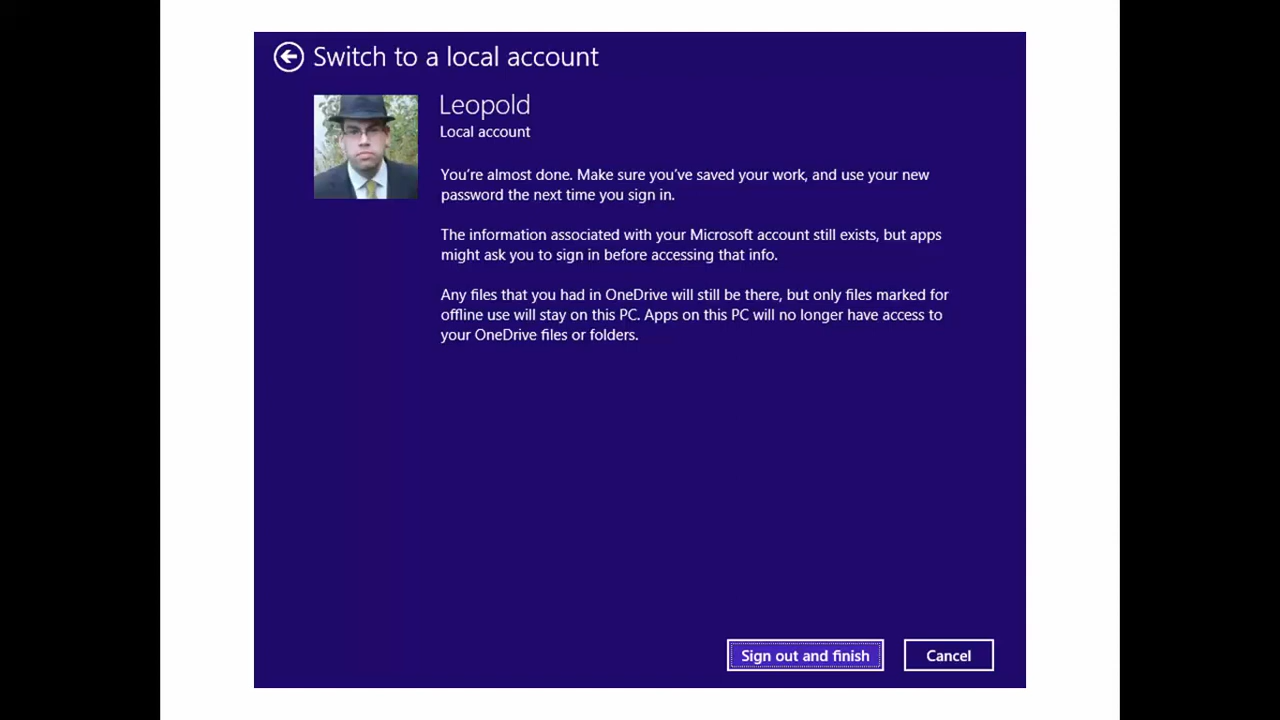 Switch to a local account
Leopold
Local account
You're almost done. Make sure you've saved your work, and use your new
password the next time you sign in.
The information associated with your Microsoft account still exists, but apps
might ask you to sign in before accessing that info.
Any files that you had in OneDrive will still be there, but only files marked for
offline use will stay on this PC. Apps on this PC will no longer have access to
your OneDrive files or folders.
Sign out and finish
Cancel